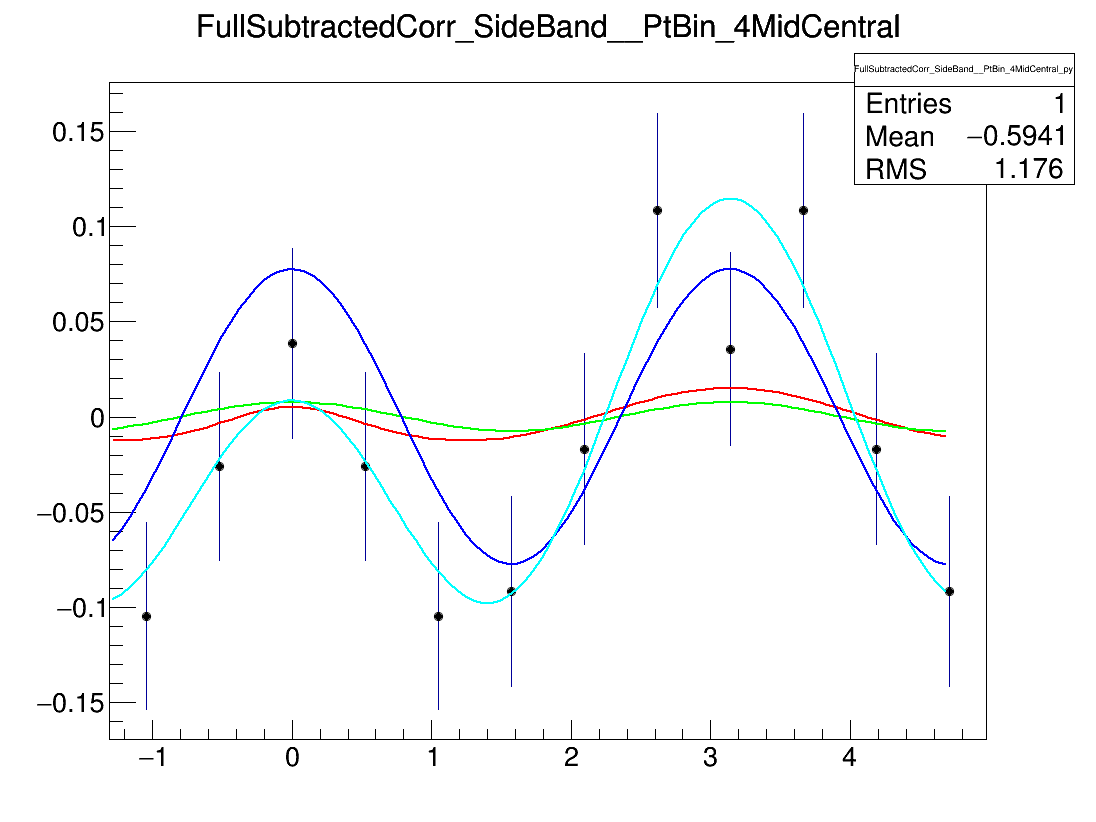 FullSubtractedCorr_SideBand__PtBin_4MidCentral
FullSubtractedCorr_SideBand__PtBin_4MidCentral_py
Entries 1
Mean −0.5941
RMS 1.176
0.15
0.1
0.05
0
−0.05
−0.1
−0.15
−1 0 1 2 3 4